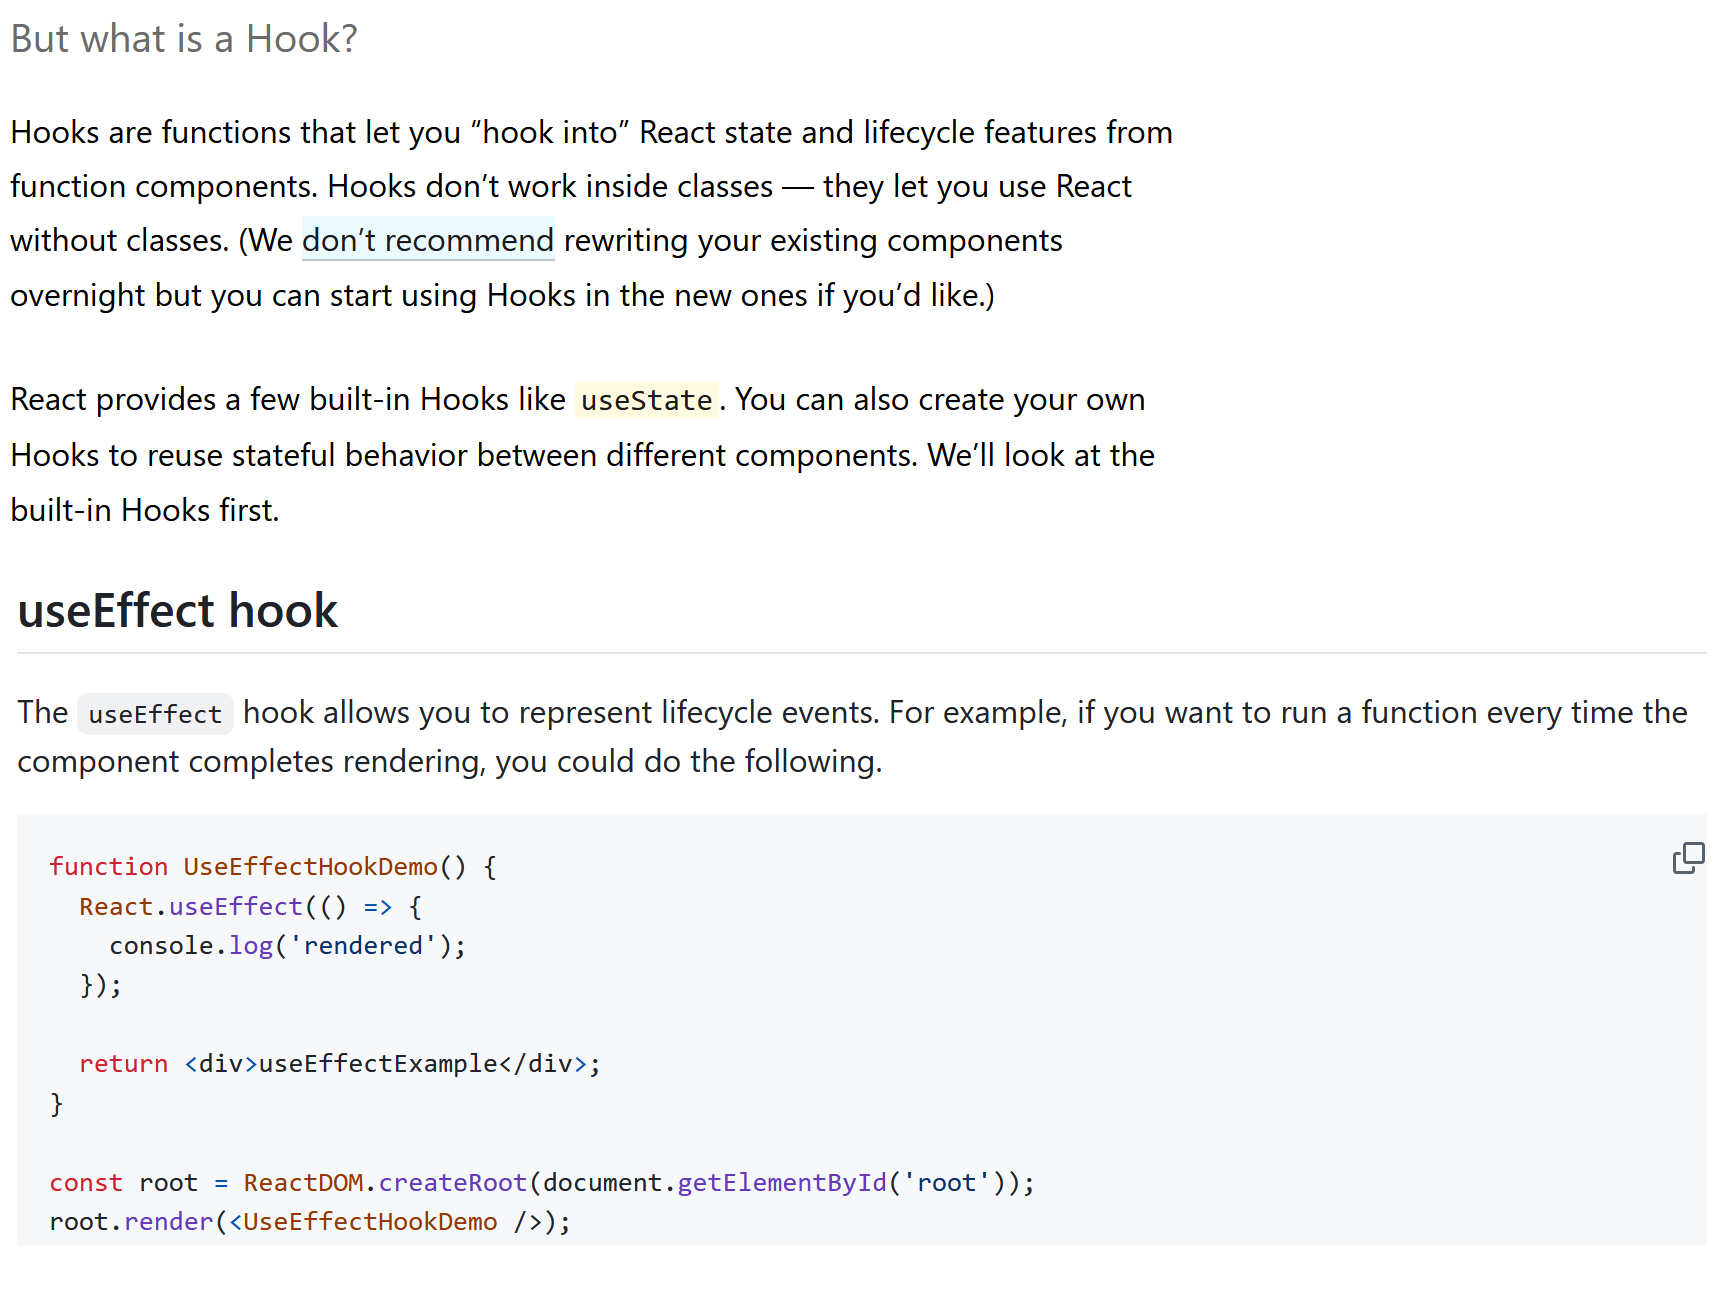 But what is a Hook?
Hooks are functions that let you “hook into” React state and lifecycle features from
function components. Hooks don’t work inside classes — they let you use React
without classes. (We don’t recommend rewriting your existing components
overnight but you can start using Hooks in the new ones if you’d like.)
React provides a few built-in Hooks like useState. You can also create your own
Hooks to reuse stateful behavior between different components. We’ll look at the
built-in Hooks first.
useEffect hook
The useEffect hook allows you to represent lifecycle events. For example, if you want to run a function every time the
component completes rendering, you could do the following.
function UseEffectHookDemo() {
  React.useEffect(() => {
    console.log('rendered');
  });
  return <div>useEffectExample</div>;
}
const root = ReactDOM.createRoot(document.getElementById('root'));
root.render(<UseEffectHookDemo />);